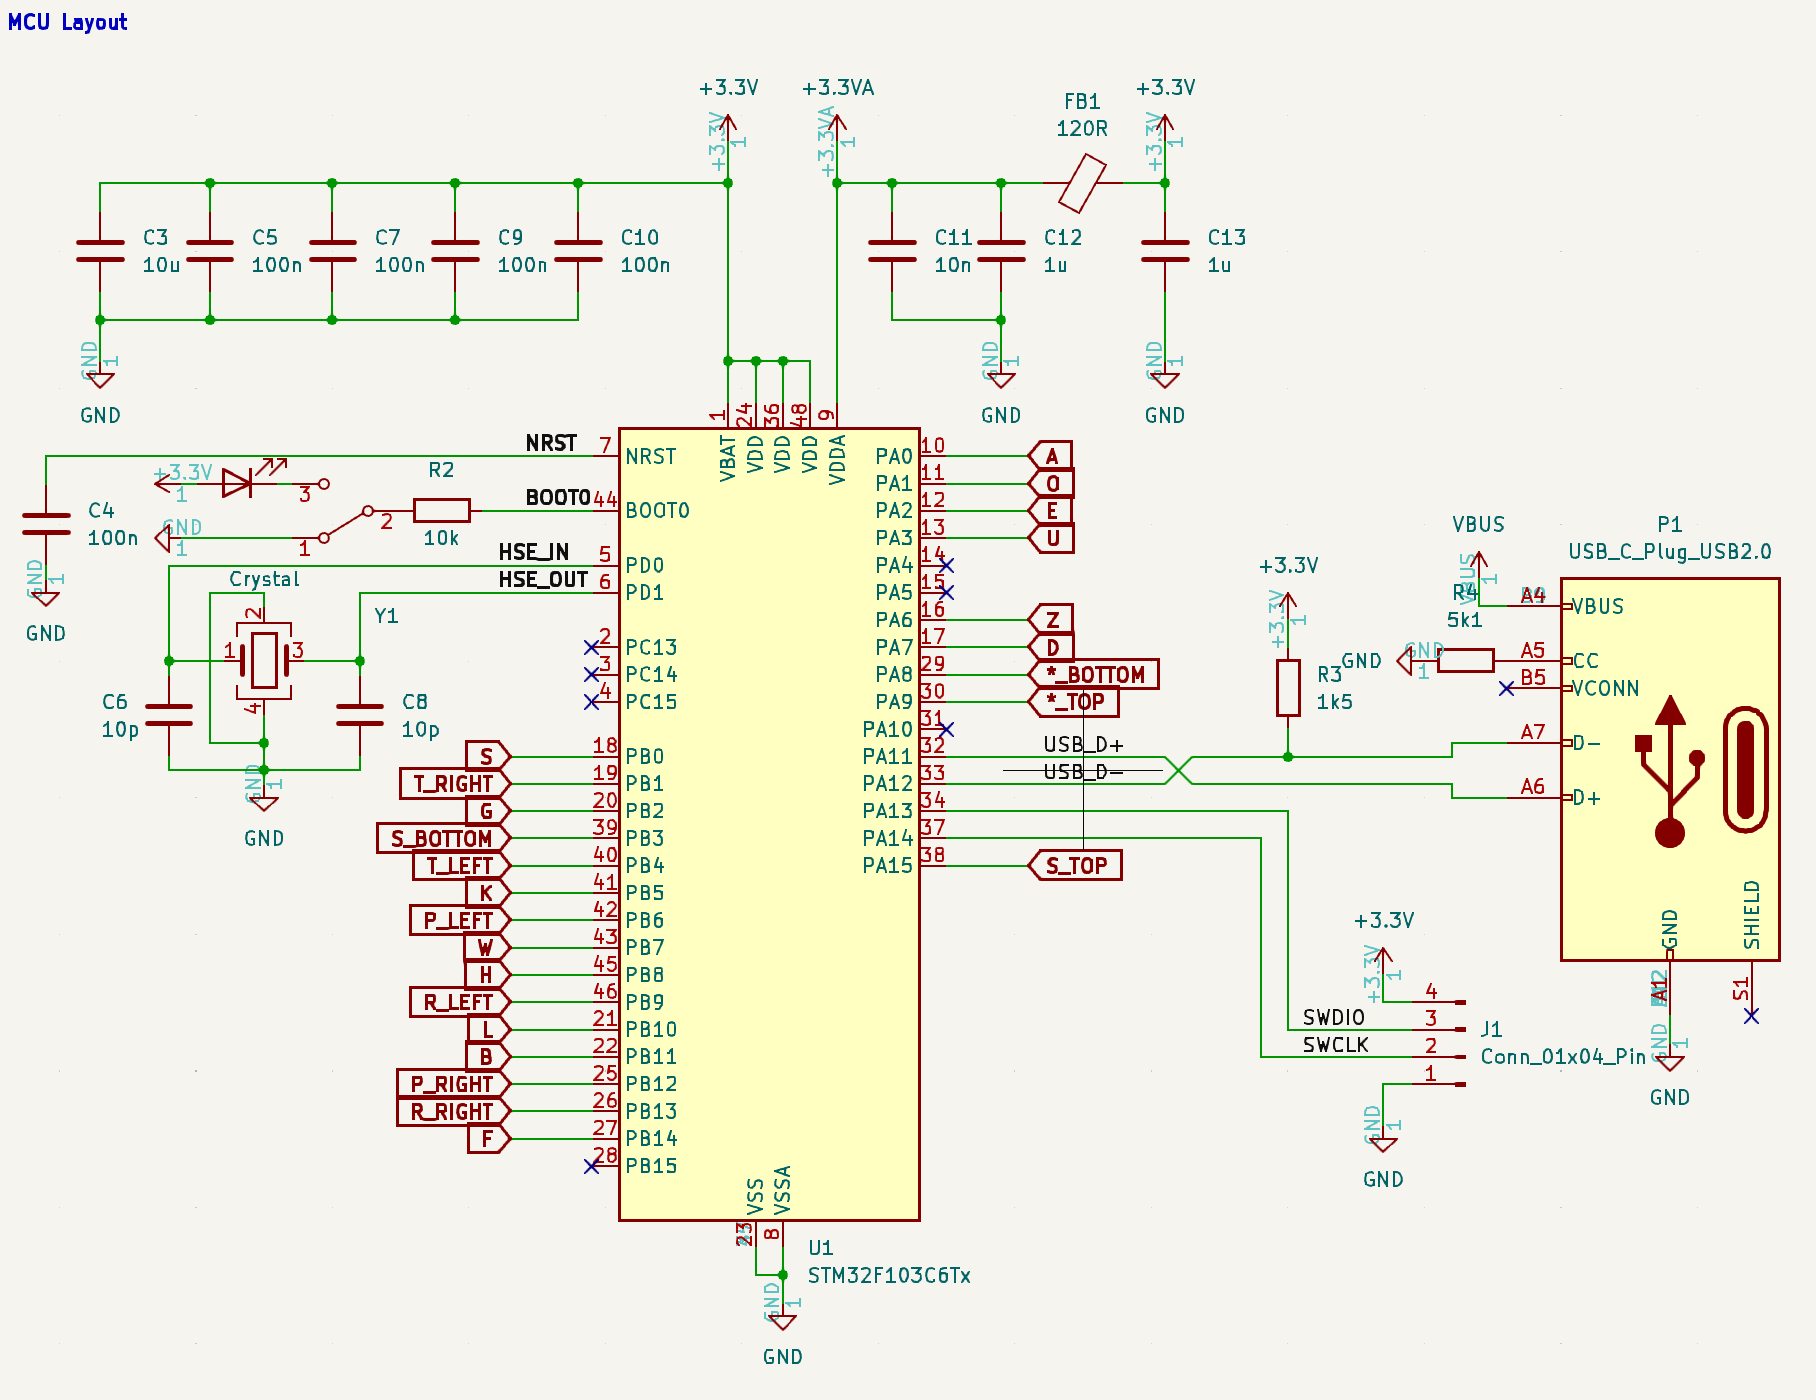 MCU Layout
+3.3V
+3.3VA
+3.3V
FB1
120R
+3.3V
1
+3.3VA
1
+3.3V
1
C3
10u
C5
100n
C7
100n
C9
100n
C10
100n
C11
10n
C12
1u
C13
1u
GND
1
GND
GND
1
GND
GND
1
GND
1
24
36
48
9
VBAT
VDD
VDD
VDD
VDDA
NRST
7
NRST
BOOT0
44
BOOT0
HSE_IN
5
PD0
HSE_OUT
6
PD1
2
PC13
3
PC14
4
PC15
+3.3V
1
3
R2
10k
2
GND
1
1
C4
100n
GND
1
GND
Crystal
Y1
2
1
3
4
C6
10p
C8
10p
GND
1
GND
S
18
PB0
T_RIGHT
19
PB1
G
20
PB2
S_BOTTOM
39
PB3
T_LEFT
40
PB4
K
41
PB5
P_LEFT
42
PB6
W
43
PB7
H
45
PB8
R_LEFT
46
PB9
L
21
PB10
B
22
PB11
P_RIGHT
25
PB12
R_RIGHT
26
PB13
F
27
PB14
28
PB15
PA0
10
A
PA1
11
O
PA2
12
E
PA3
13
U
PA4
14
PA5
15
PA6
16
Z
PA7
17
D
PA8
29
*_BOTTOM
PA9
30
*_TOP
PA10
31
PA11
32
USB_D+
PA12
33
USB_D-
PA13
34
PA14
37
PA15
38
S_TOP
VSS
VSSA
23
8
U1
STM32F103C6Tx
GND
1
GND
+3.3V
+3.3V
1
R3
1k5
VBUS
VBUS
1
R4
5k1
GND
GND
1
P1
USB_C_Plug_USB2.0
A4
VBUS
A5
CC
B5
VCONN
A7
D-
A6
D+
GND
SHIELD
A1
S1
GND
1
GND
+3.3V
+3.3V
1
4
SWDIO
3
SWCLK
2
1
J1
Conn_01x04_Pin
GND
1
GND